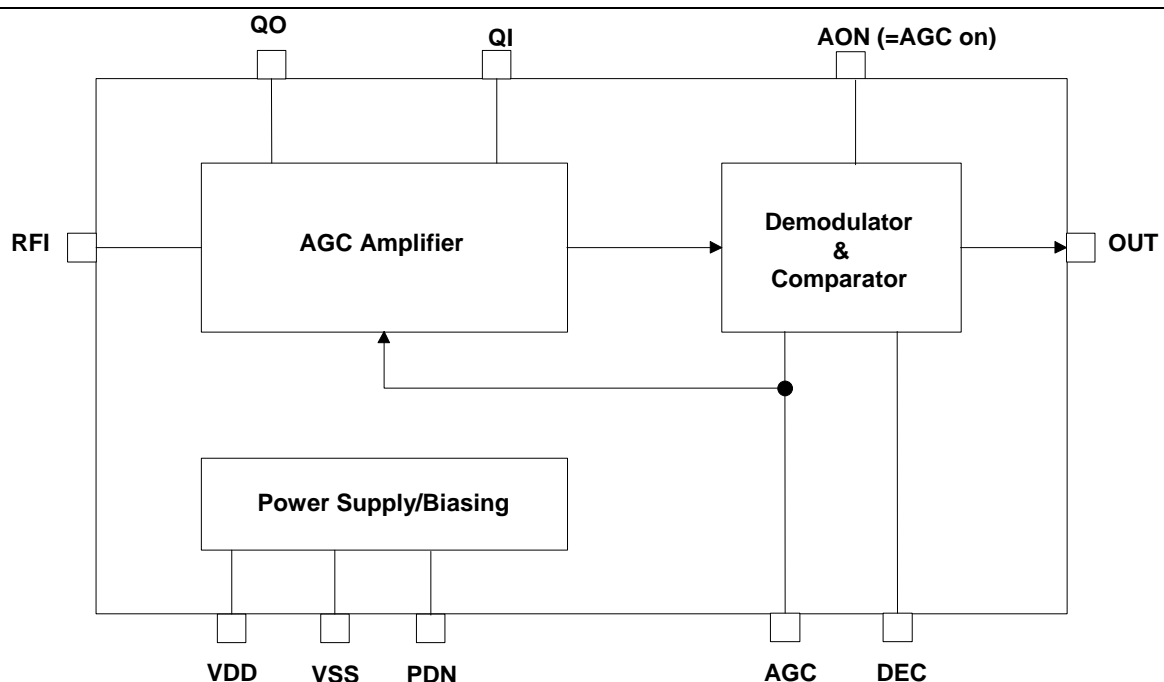 QO
QI
AON (=AGC on)
RFI
AGC Amplifier
Demodulator
&
Comparator
OUT
Power Supply/Biasing
VDD
VSS
PDN
AGC
DEC